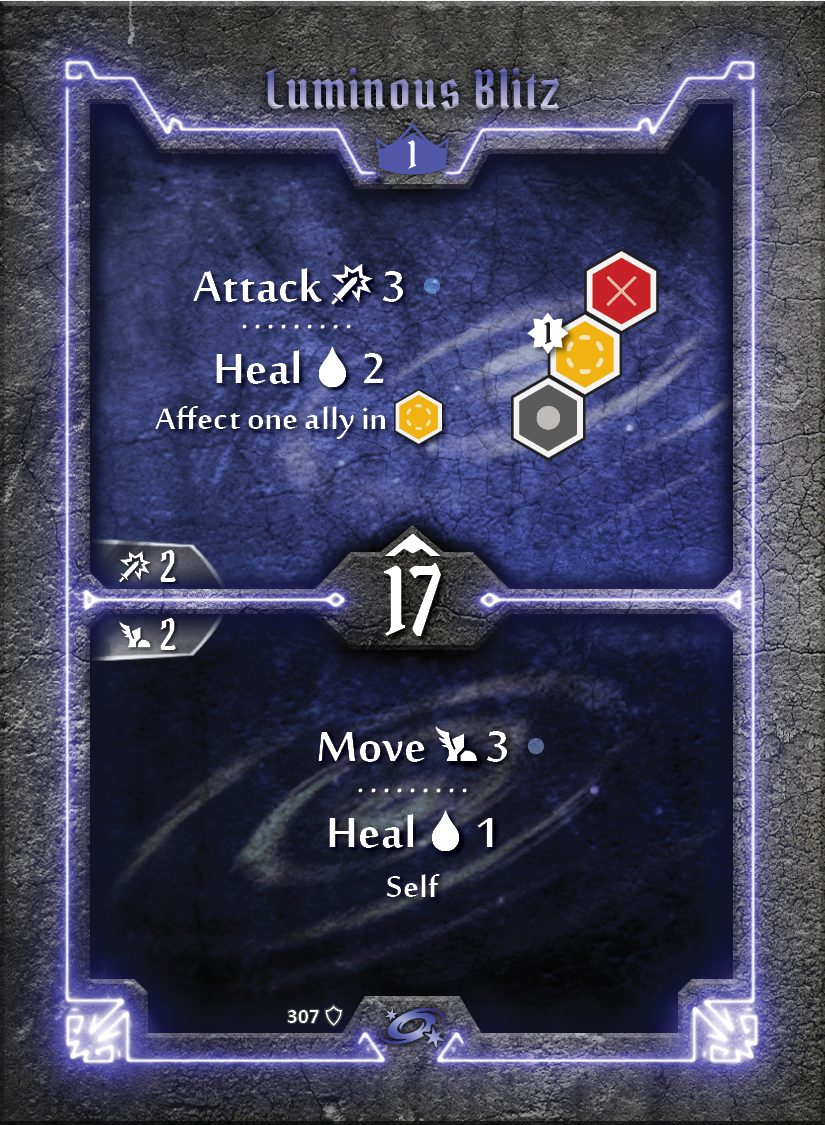 Luminous Blitz
1
Attack 3
1
Heal 2
Affect one ally in
2
17
2
Move 3
Heal 1
Self
307